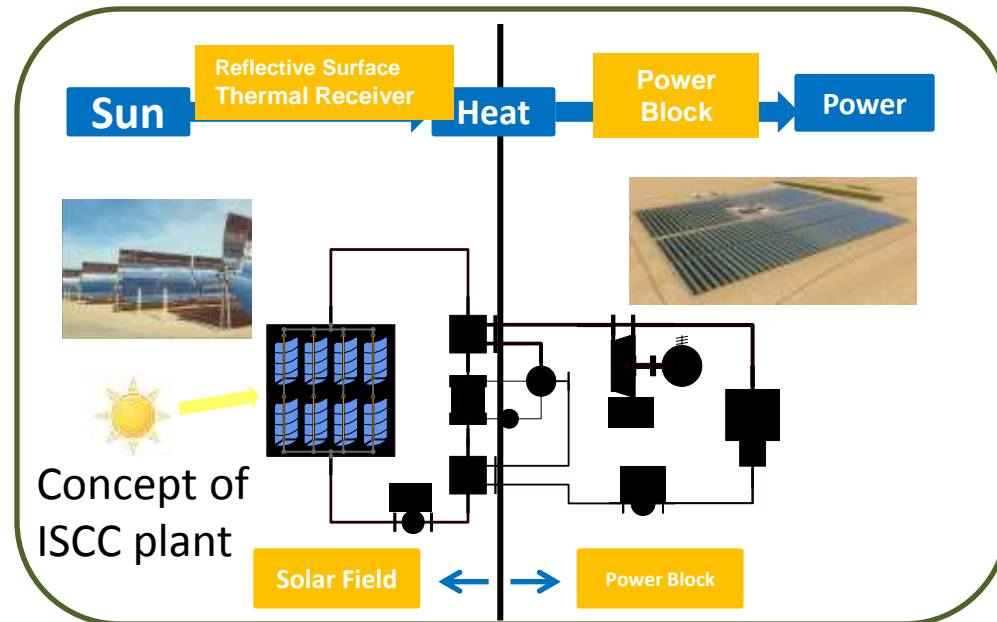 Reflective Surface
Thermal Receiver
Sun
Heat
Power
Block
Power
Concept of
ISCC plant
Solar Field
Power Block